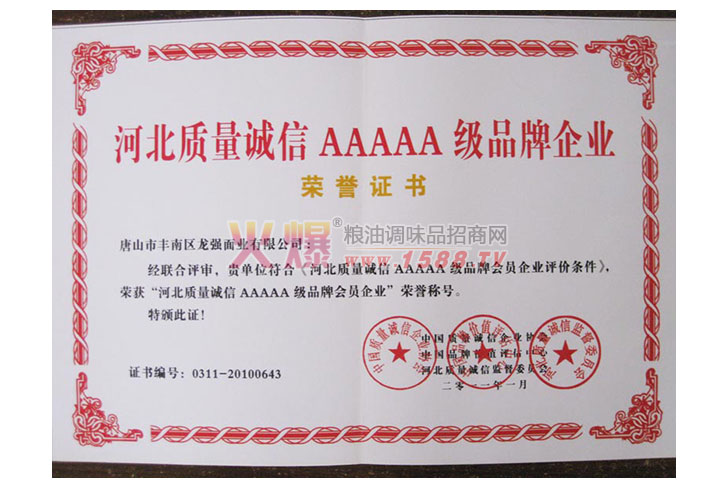 河北质量诚信 AAAAA 级品牌企业
荣誉证书
唐山市丰南区龙强面业有限公司：
火爆® 粮油调味品招商网
www.1588.TV
经联合评审，贵单位符合《河北质量诚信 AAAAA 级品牌会员企业评价条件》，
荣获“河北质量诚信 AAAAA 级品牌会员企业”荣誉称号。
特颁此证！
中国质量诚信企业协会
中国品牌价值评估中心
河北质量诚信监督委员会
二〇一一年一月
证书编号：0311-20100643